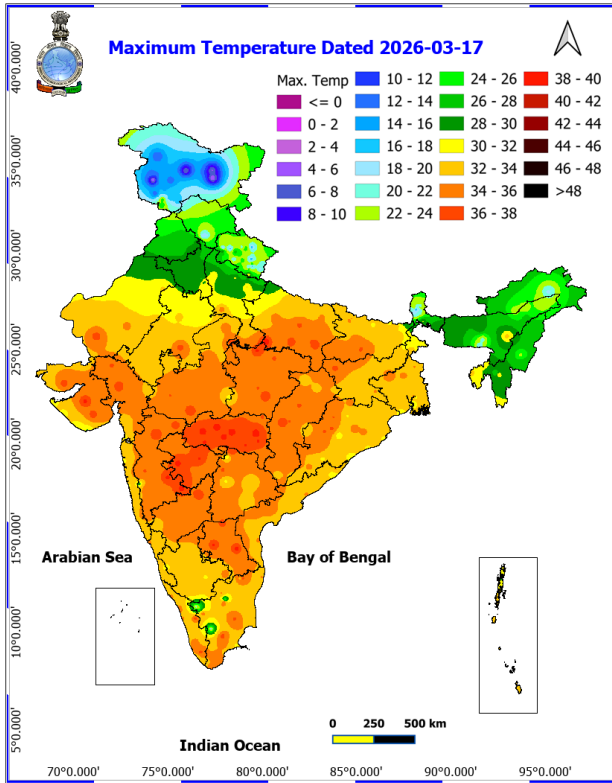 Maximum Temperature Dated 2026-03-17
Max. Temp
<= 0
0 - 2
2 - 4
4 - 6
6 - 8
8 - 10
10 - 12
12 - 14
14 - 16
16 - 18
18 - 20
20 - 22
22 - 24
24 - 26
26 - 28
28 - 30
30 - 32
32 - 34
34 - 36
36 - 38
38 - 40
40 - 42
42 - 44
44 - 46
46 - 48
>48
40°0.000'
35°0.000'
30°0.000'
25°0.000'
20°0.000'
15°0.000'
10°0.000'
5°0.000'
Arabian Sea
Bay of Bengal
Indian Ocean
0 250 500 km
70°0.000' 75°0.000' 80°0.000' 85°0.000' 90°0.000' 95°0.000'